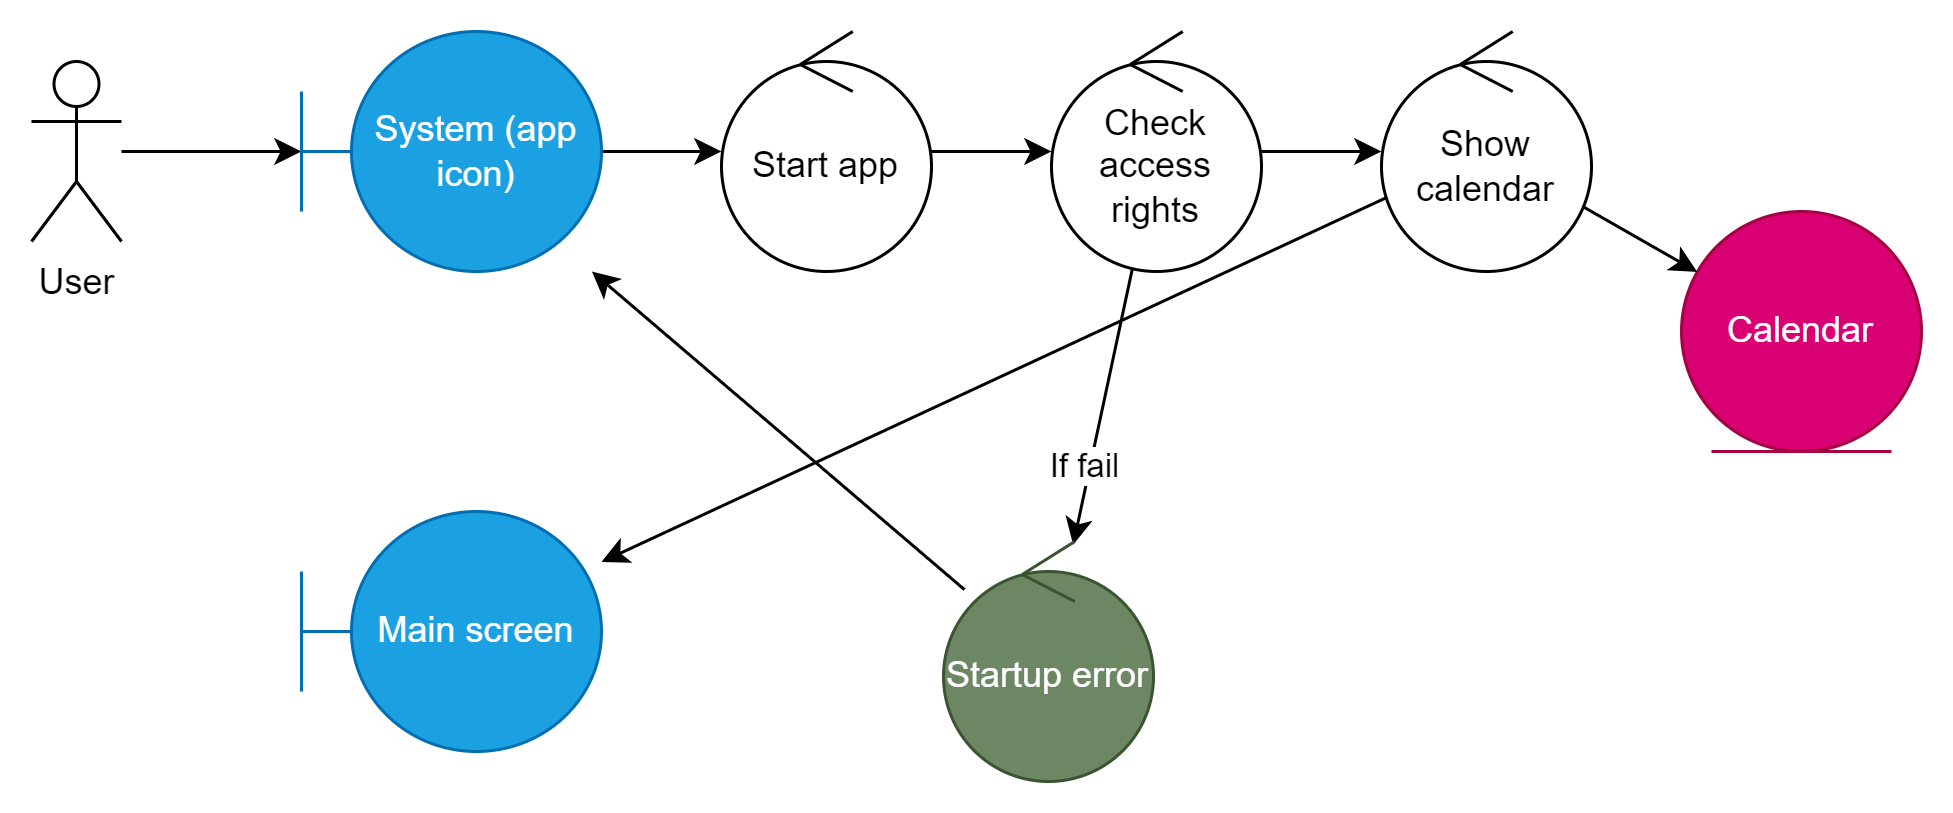 User
System (app
icon)
Start app
Check
access
rights
Show
calendar
Calendar
If fail
Main screen
Startup error